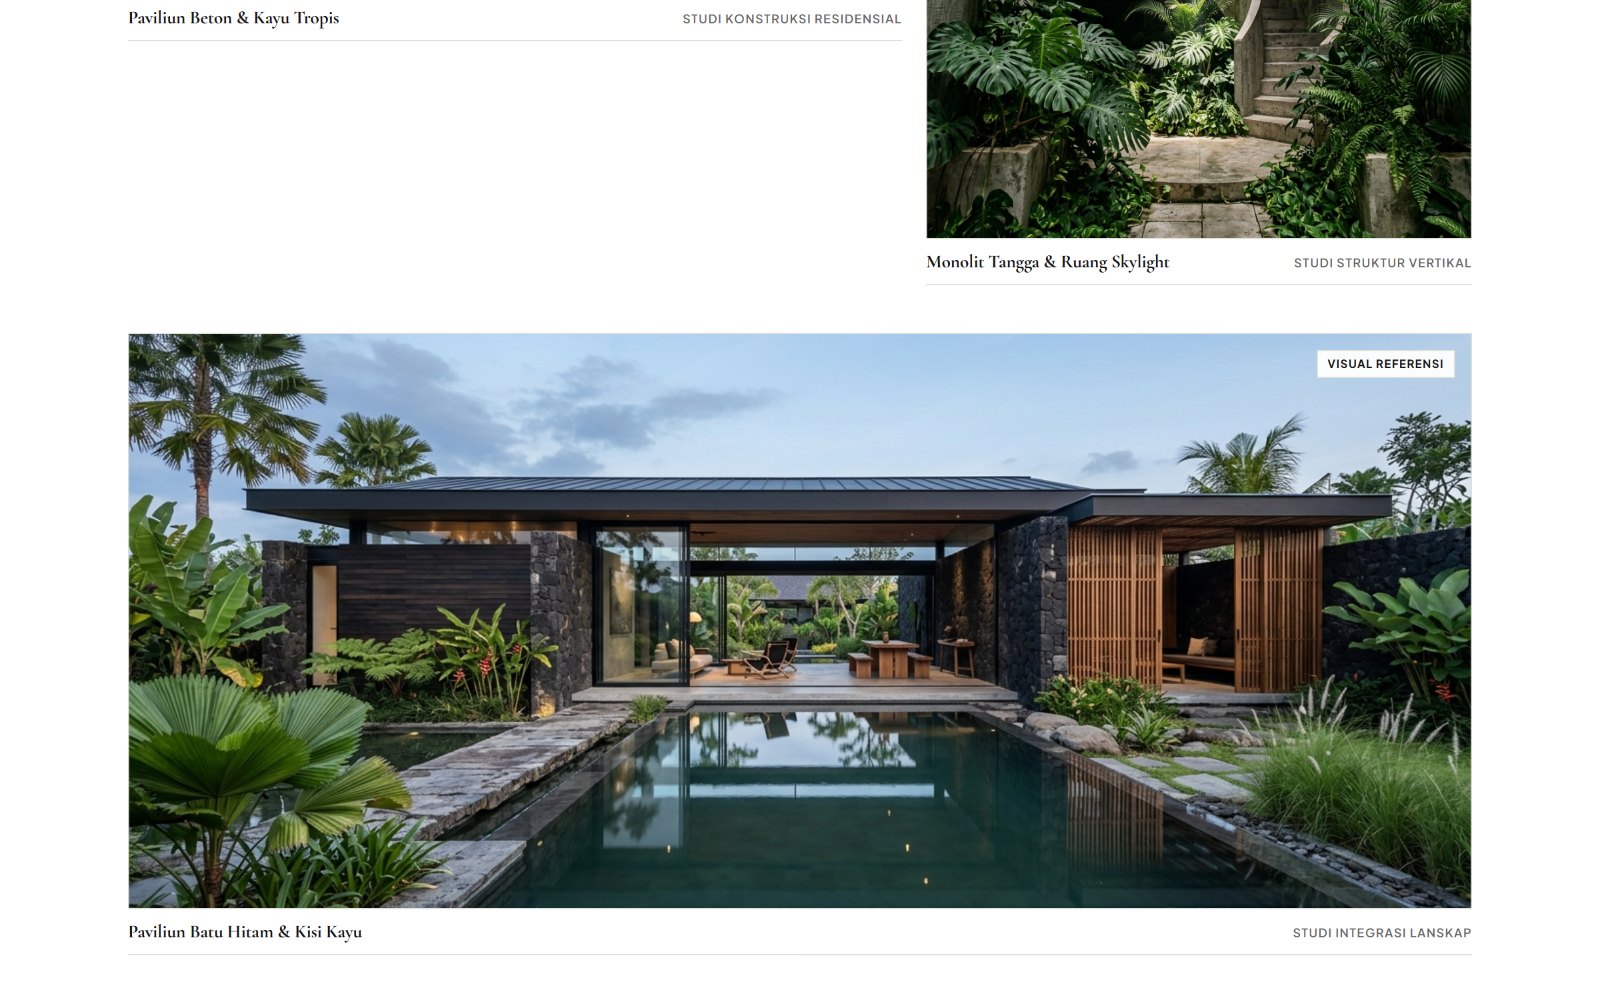 Paviliun Beton & Kayu Tropis
STUDI KONSTRUKSI RESIDENSIAL
Monolit Tangga & Ruang Skylight
STUDI STRUKTUR VERTIKAL
VISUAL REFERENSI
Paviliun Batu Hitam & Kisi Kayu
STUDI INTEGRASI LANSKAP